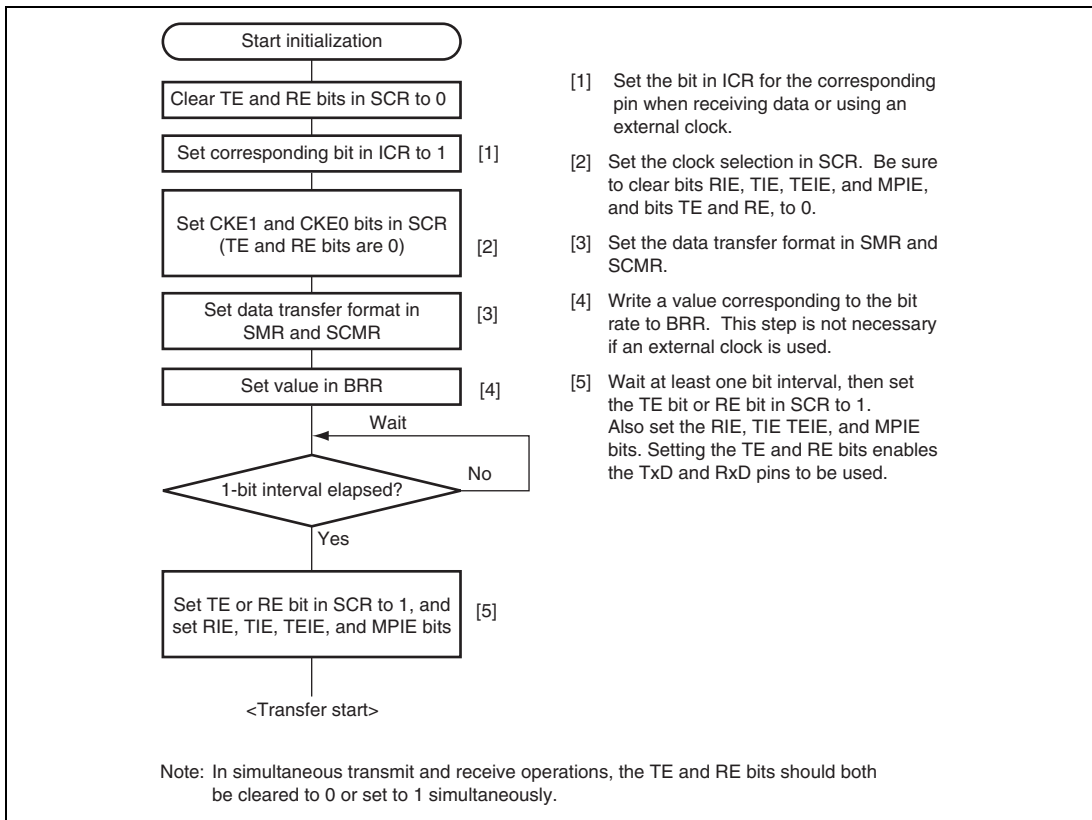 Start initialization
Clear TE and RE bits in SCR to 0
Set corresponding bit in ICR to 1
[1]
Set CKE1 and CKE0 bits in SCR
(TE and RE bits are 0)
[2]
Set data transfer format in
SMR and SCMR
[3]
Set value in BRR
[4]
Wait
No
1-bit interval elapsed?
Yes
Set TE or RE bit in SCR to 1, and
set RIE, TIE, TEIE, and MPIE bits
[5]
<Transfer start>
[1] Set the bit in ICR for the corresponding
pin when receiving data or using an
external clock.
[2] Set the clock selection in SCR. Be sure
to clear bits RIE, TIE, TEIE, and MPIE,
and bits TE and RE, to 0.
[3] Set the data transfer format in SMR and
SCMR.
[4] Write a value corresponding to the bit
rate to BRR. This step is not necessary
if an external clock is used.
[5] Wait at least one bit interval, then set
the TE bit or RE bit in SCR to 1.
Also set the RIE, TIE TEIE, and MPIE
bits. Setting the TE and RE bits enables
the TxD and RxD pins to be used.
Note: In simultaneous transmit and receive operations, the TE and RE bits should both
be cleared to 0 or set to 1 simultaneously.